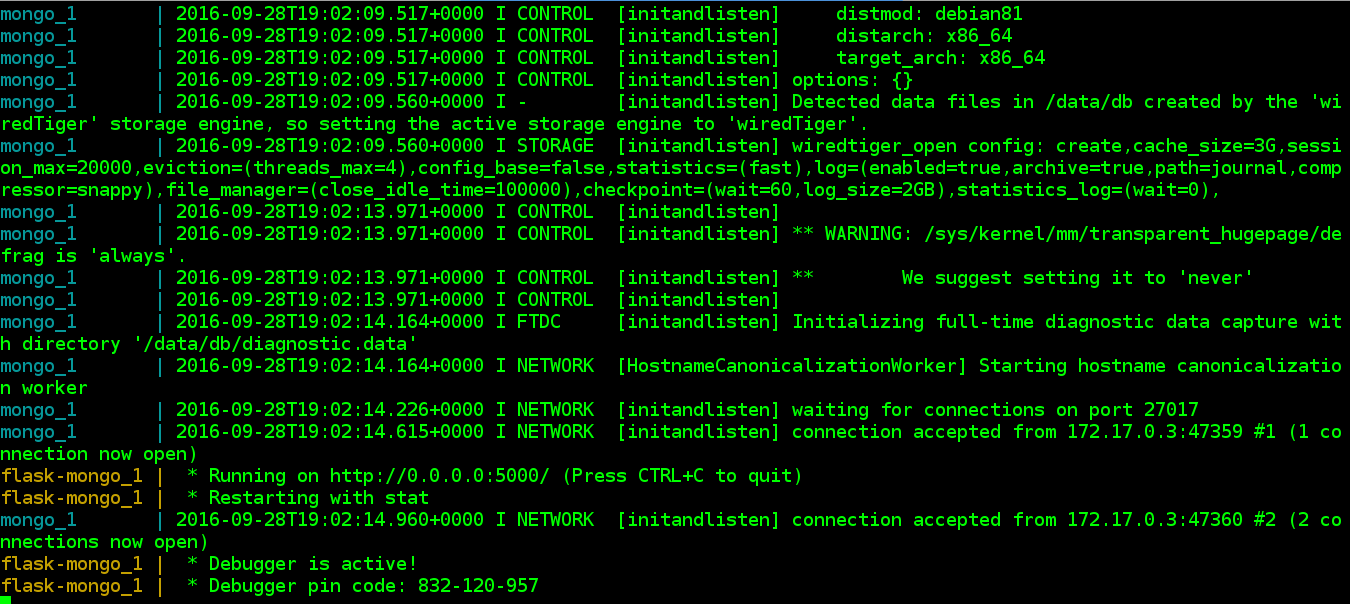 mongo_1       | 2016-09-28T19:02:09.517+0000 I CONTROL  [initandlisten]     distmod: debian81
mongo_1       | 2016-09-28T19:02:09.517+0000 I CONTROL  [initandlisten]     distarch: x86_64
mongo_1       | 2016-09-28T19:02:09.517+0000 I CONTROL  [initandlisten]     target_arch: x86_64
mongo_1       | 2016-09-28T19:02:09.517+0000 I CONTROL  [initandlisten] options: {}
mongo_1       | 2016-09-28T19:02:09.560+0000 I -        [initandlisten] Detected data files in /data/db created by the 'wi
redTiger' storage engine, so setting the active storage engine to 'wiredTiger'.
mongo_1       | 2016-09-28T19:02:09.560+0000 I STORAGE  [initandlisten] wiredtiger_open config: create,cache_size=3G,sessi
on_max=20000,eviction=(threads_max=4),config_base=false,statistics=(fast),log=(enabled=true,archive=true,path=journal,comp
ressor=snappy),file_manager=(close_idle_time=100000),checkpoint=(wait=60,log_size=2GB),statistics_log=(wait=0),
mongo_1       | 2016-09-28T19:02:13.971+0000 I CONTROL  [initandlisten]
mongo_1       | 2016-09-28T19:02:13.971+0000 I CONTROL  [initandlisten] ** WARNING: /sys/kernel/mm/transparent_hugepage/de
frag is 'always'.
mongo_1       | 2016-09-28T19:02:13.971+0000 I CONTROL  [initandlisten] **        We suggest setting it to 'never'
mongo_1       | 2016-09-28T19:02:13.971+0000 I CONTROL  [initandlisten]
mongo_1       | 2016-09-28T19:02:14.164+0000 I FTDC     [initandlisten] Initializing full-time diagnostic data capture wit
h directory '/data/db/diagnostic.data'
mongo_1       | 2016-09-28T19:02:14.164+0000 I NETWORK  [HostnameCanonicalizationWorker] Starting hostname canonicalizatio
n worker
mongo_1       | 2016-09-28T19:02:14.226+0000 I NETWORK  [initandlisten] waiting for connections on port 27017
mongo_1       | 2016-09-28T19:02:14.615+0000 I NETWORK  [initandlisten] connection accepted from 172.17.0.3:47359 #1 (1 co
nnection now open)
flask-mongo_1 |  * Running on http://0.0.0.0:5000/ (Press CTRL+C to quit)
flask-mongo_1 |  * Restarting with stat
mongo_1       | 2016-09-28T19:02:14.960+0000 I NETWORK  [initandlisten] connection accepted from 172.17.0.3:47360 #2 (2 co
nnections now open)
flask-mongo_1 |  * Debugger is active!
flask-mongo_1 |  * Debugger pin code: 832-120-957